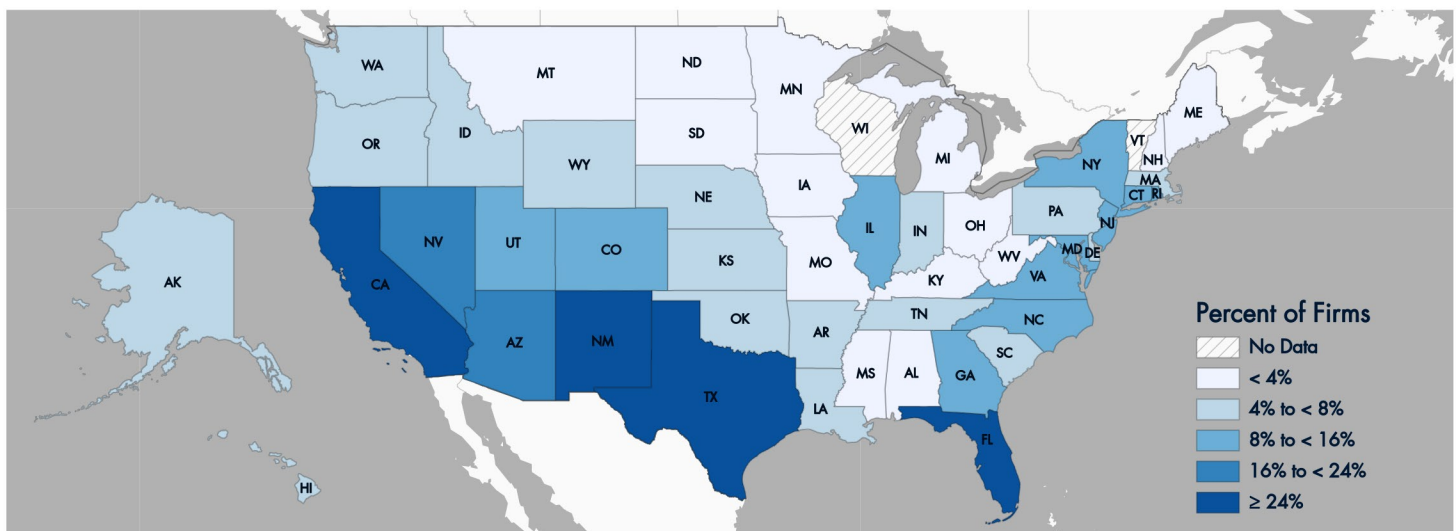 WA
MT
ND
MN
ME
OR
ID
SD
WI
VT
NH
MI
NY
WY
MA
CT RI
IA
NE
PA
NV
UT
CO
IL
IN
OH
NJ
MD DE
WV
VA
KS
MO
KY
CA
AK
TN
NC
OK
AR
AZ
NM
SC
MS
AL
GA
TX
LA
FL
HI
Percent of Firms
No Data
< 4%
4% to < 8%
8% to < 16%
16% to < 24%
≥ 24%